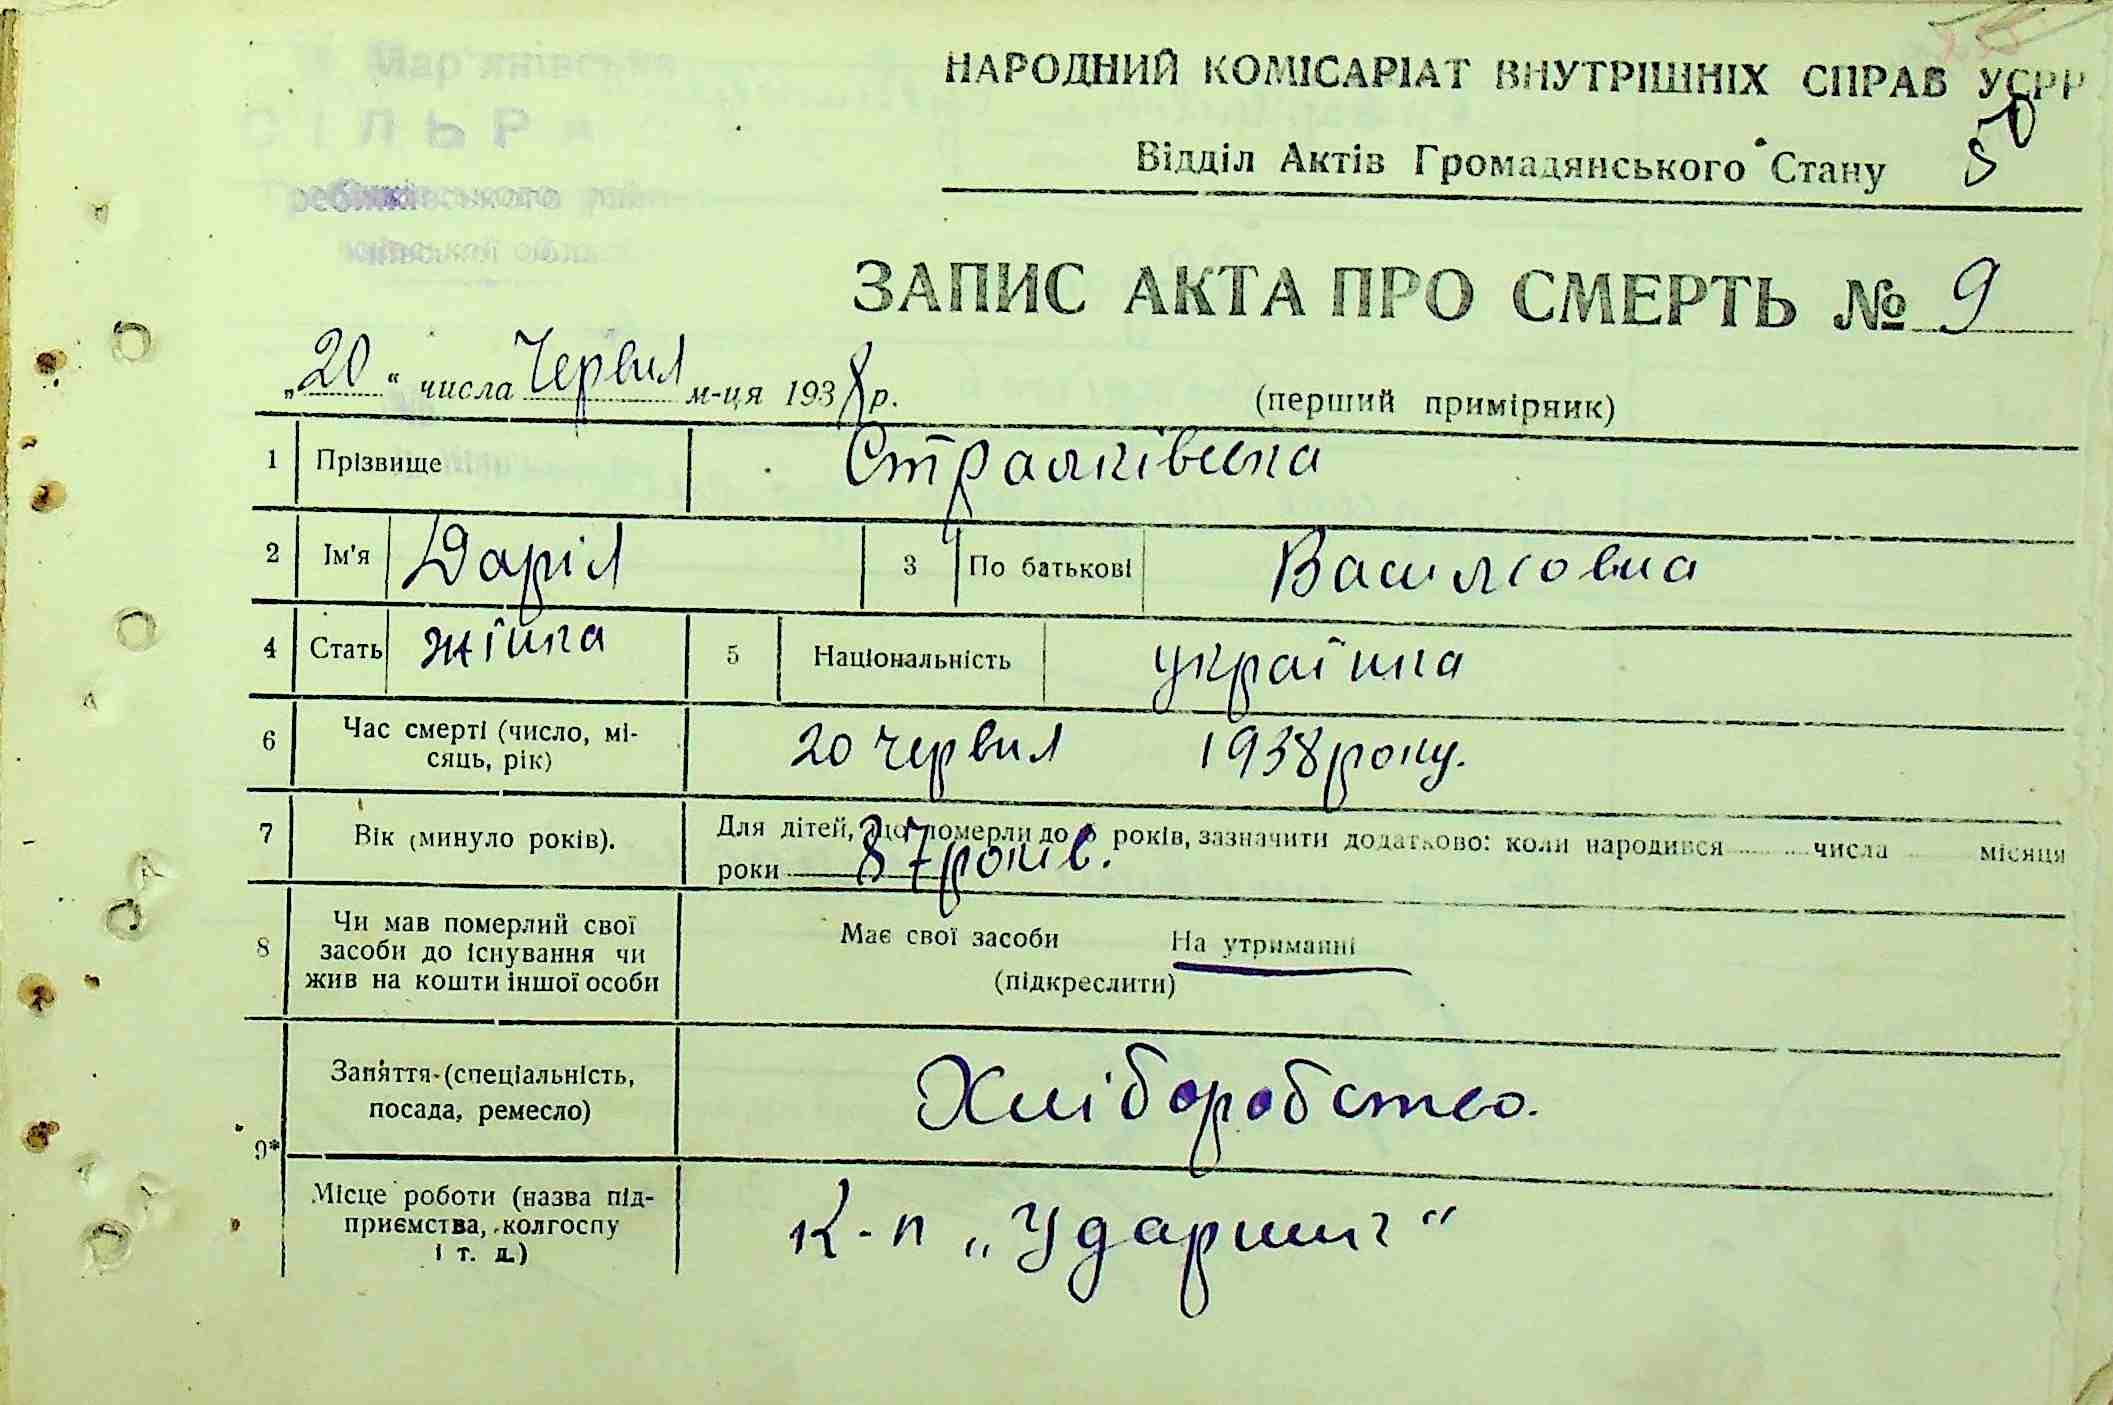 НАРОДНИЙ КОМІСАРІАТ ВНУТРІШНІХ СПРАВ УСРР
50
Відділ Актів Громадянського Стану
ЗАПИС АКТА ПРО СМЕРТЬ № 9
„20“ числа Червня м-ця 1938 р.
(перший примірник)
1 Прізвище
2 Ім'я Дарія 3 По батькові Василювна
4 Стать жінка 5 Національність українка
6 Час смерті (число, мі-
сяць, рік) 20 червня 1938 року.
7 Вік (минуло років). Для дітей, що померли до 5 років, зазначити додатково: коли народився числа місяця
роки 87 років.
8 Чи мав померлий свої
засоби до існування чи
жив на кошти іншої особи
Має свої засоби На утриманні
(підкреслити)
9* Заняття (спеціальність,
посада, ремесло) Хліборобство.
Місце роботи (назва під-
приємства, колгоспу
і т. д.) К-п „Ударник“